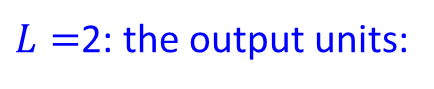 L =2: the output units: